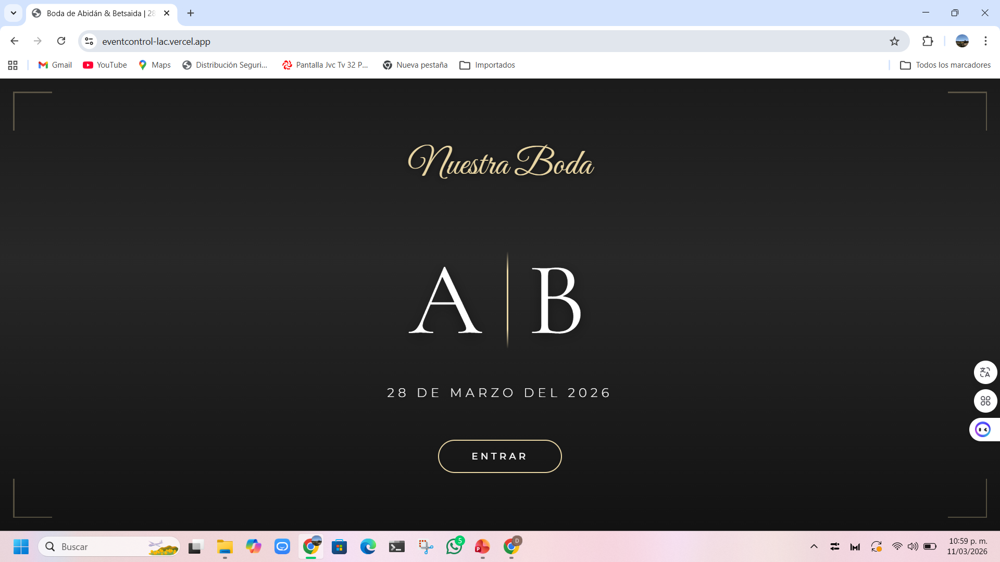 Boda de Abidán & Betsaida | 28
eventcontrol-lac.vercel.app
Gmail
YouTube
Maps
Distribución Seguri...
Pantalla Jvc Tv 32 P...
Nueva pestaña
Importados
Todos los marcadores
Nuestra Boda
A
B
28 DE MARZO DEL 2026
ENTRAR
Buscar
5
D
10:59 p. m.
11/03/2026